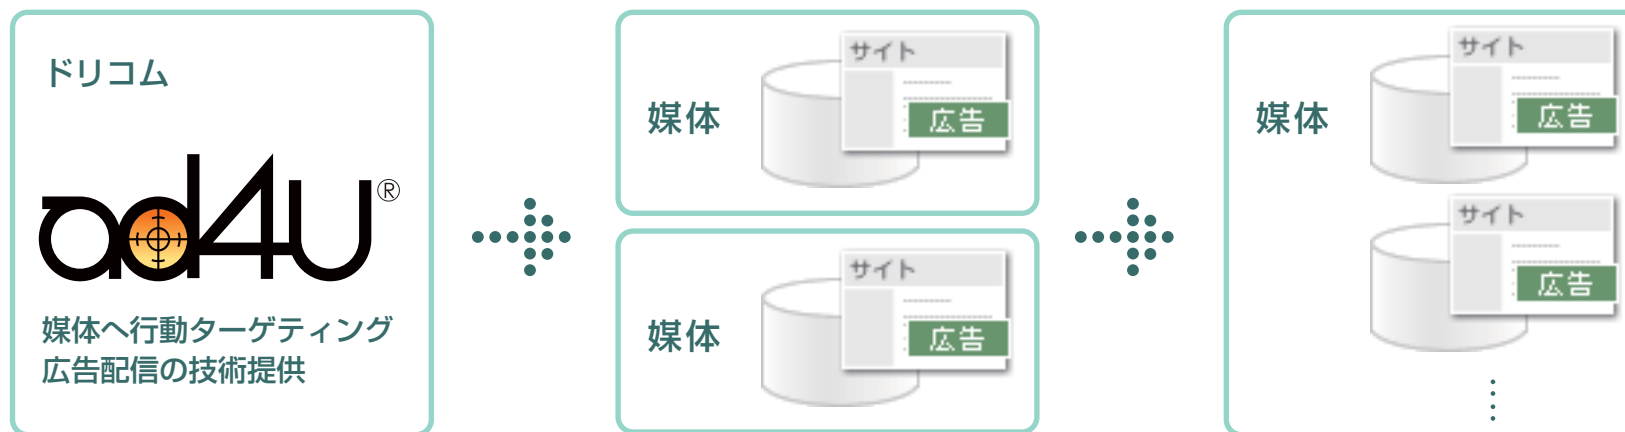 ドリコム
ad4U®
媒体へ行動ターゲティング
広告配信の技術提供
媒体
サイト
広告
媒体
サイト
広告
媒体
サイト
広告
サイト
広告